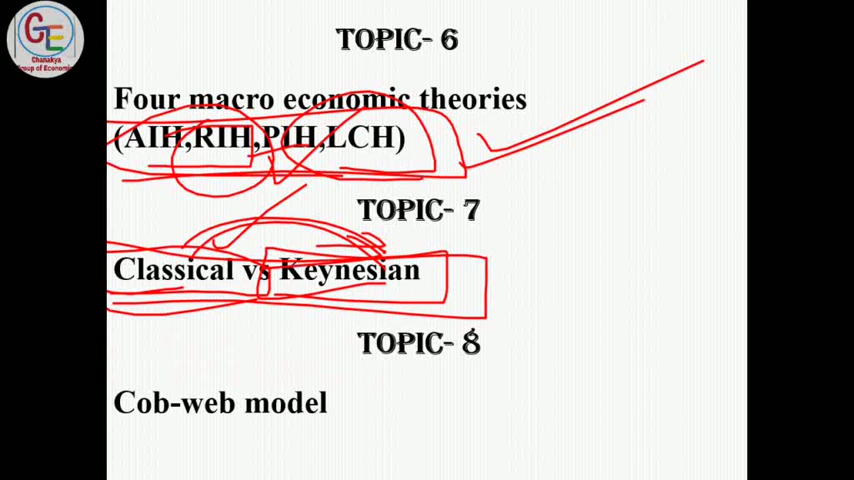 CTE
Chanakya
Group of Economics
TOPIC- 6
Four macro economic theories
(AIH,RIH,PIH,LCH)
TOPIC- 7
Classical vs Keynesian
TOPIC- 8
Cob-web model